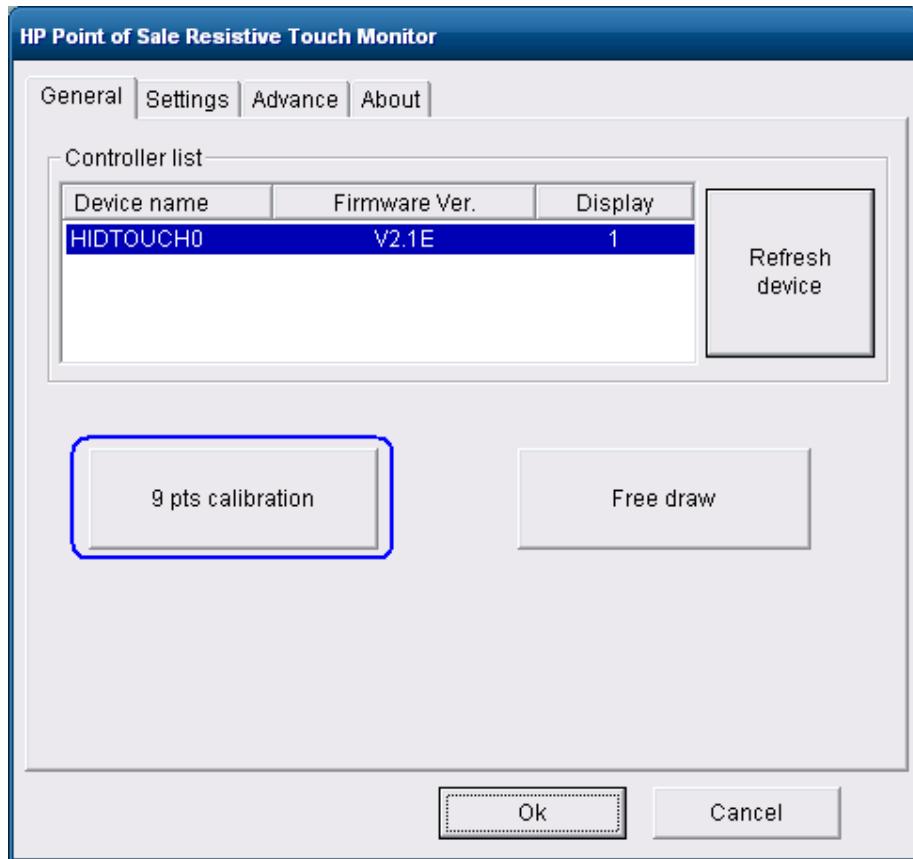 HP Point of Sale Resistive Touch Monitor
General Settings Advance About
Controller list
Device name Firmware Ver. Display
HIDTOUCH0 V2.1E 1
Refresh
device
9 pts calibration Free draw
Ok Cancel